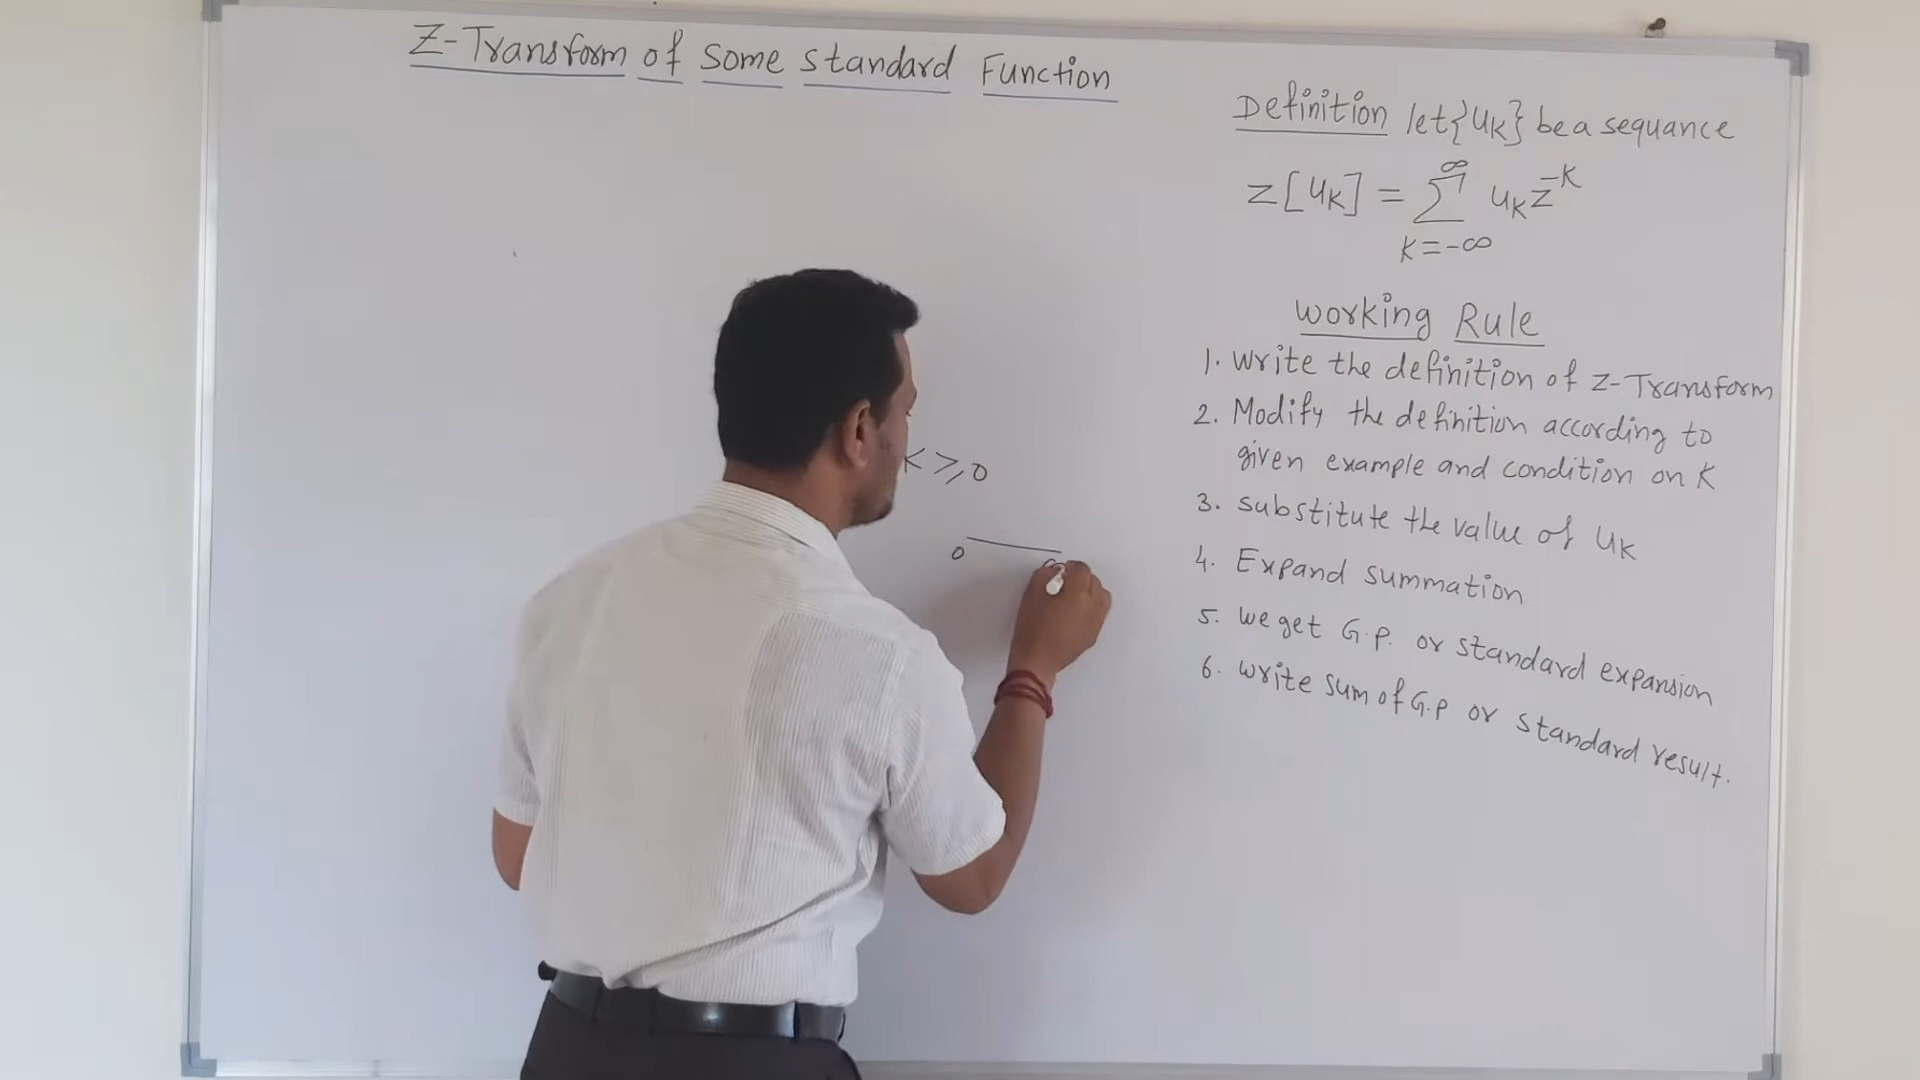 Z-Transform of some standard Function
Definition let{uK} be a sequance
z[uK] = ∑ uK z^-K
∞
K=-∞
Working Rule
1. write the definition of z-Transform
2. Modify the definition according to
given example and condition on K
3. substitute the value of uK
4. Expand summation
5. we get G.P. or standard expansion
6. write sum of G.P or standard result.
K ≥ 0
0